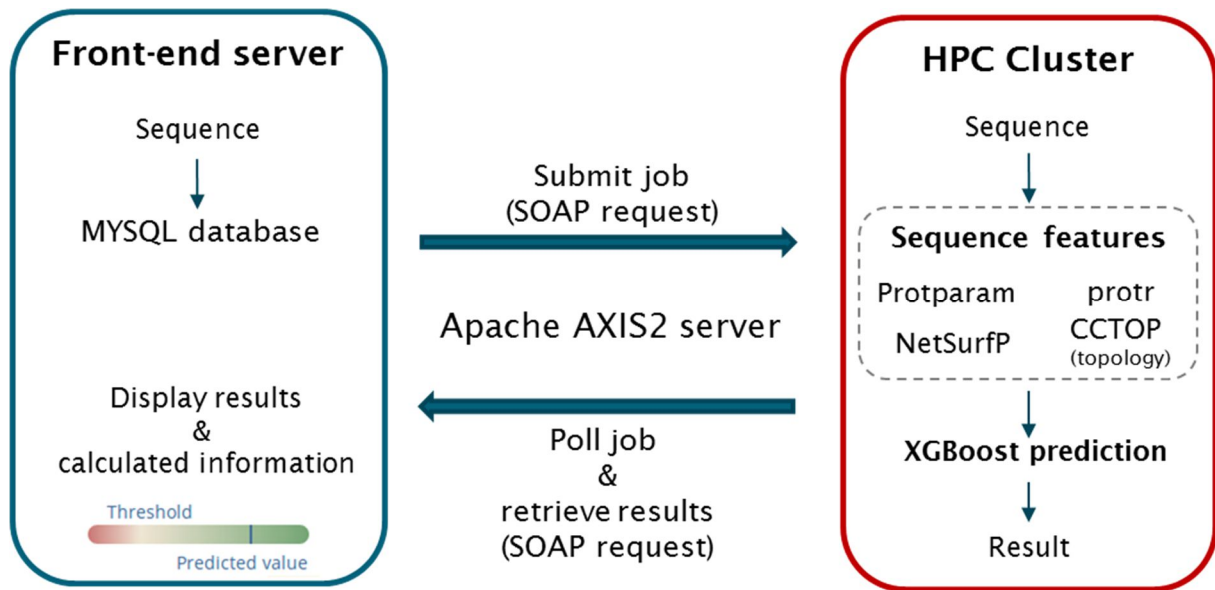 Front-end server
Sequence
MYSQL database
Display results
&
calculated information
Threshold
Predicted value
Submit job
(SOAP request)
Apache AXIS2 server
Poll job
&
retrieve results
(SOAP request)
HPC Cluster
Sequence
Sequence features
Protparam protr
NetSurfP CCTOP
(topology)
XGBoost prediction
Result